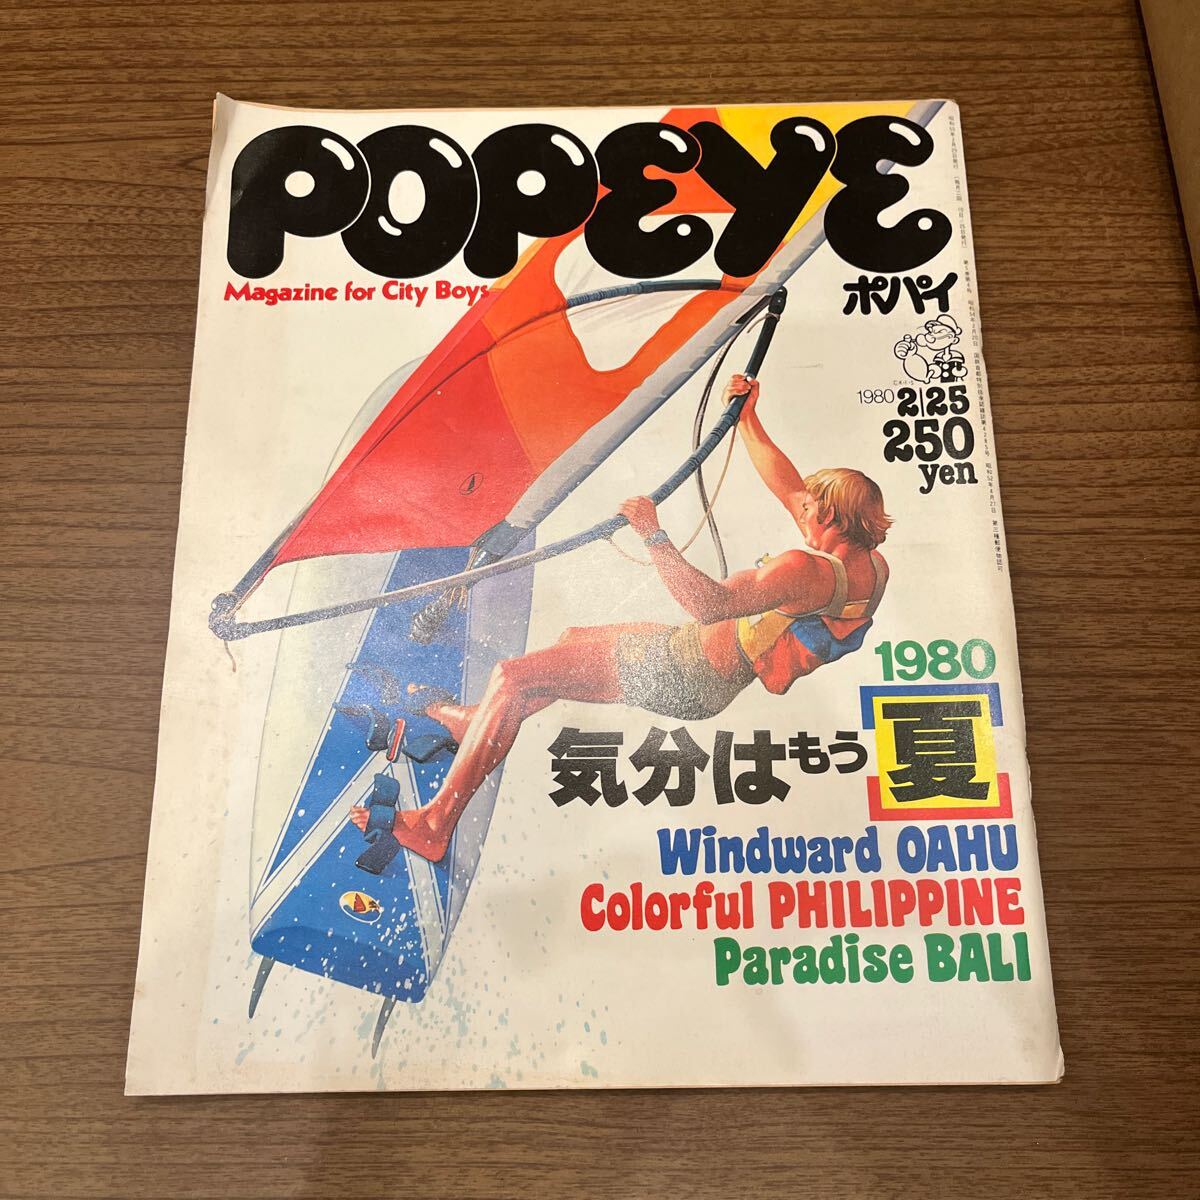 POPEYE
Magazine for City Boys
ポパイ
1980 2|25
250
yen
1980
気分はもう夏
Windward OAHU
Colorful PHILIPPINE
Paradise BALI